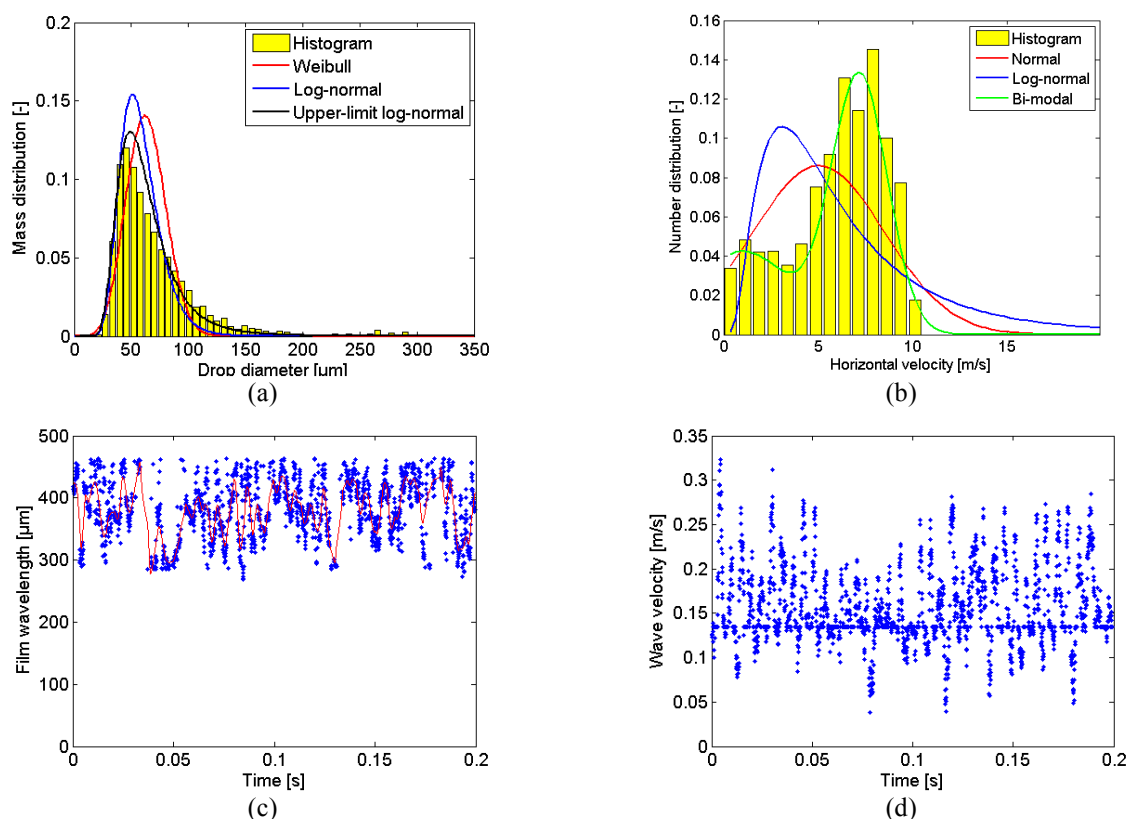 0.2
0.15
0.1
0.05
0
Mass distribution [-]
Histogram
Weibull
Log-normal
Upper-limit log-normal
0 50 100 150 200 250 300 350
Drop diameter [µm]
(a)
0.16
0.14
0.12
0.1
0.08
0.06
0.04
0.02
0
Number distribution [-]
Histogram
Normal
Log-normal
Bi-modal
0 5 10 15
Horizontal velocity [m/s]
(b)
500
400
300
200
100
0
Film wavelength [µm]
0 0.05 0.1 0.15 0.2
Time [s]
(c)
0.35
0.3
0.25
0.2
0.15
0.1
0.05
0
Wave velocity [m/s]
0 0.05 0.1 0.15 0.2
Time [s]
(d)